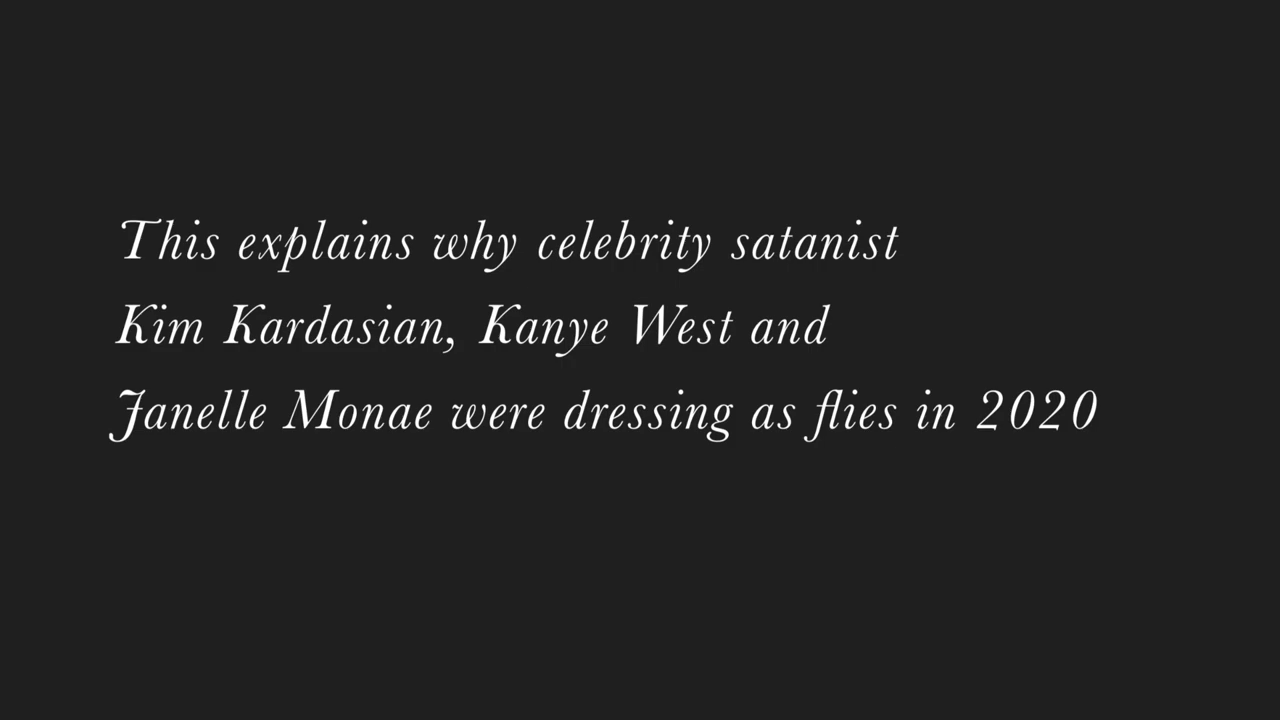 This explains why celebrity satanist
Kim Kardasian, Kanye West and
Janelle Monae were dressing as flies in 2020